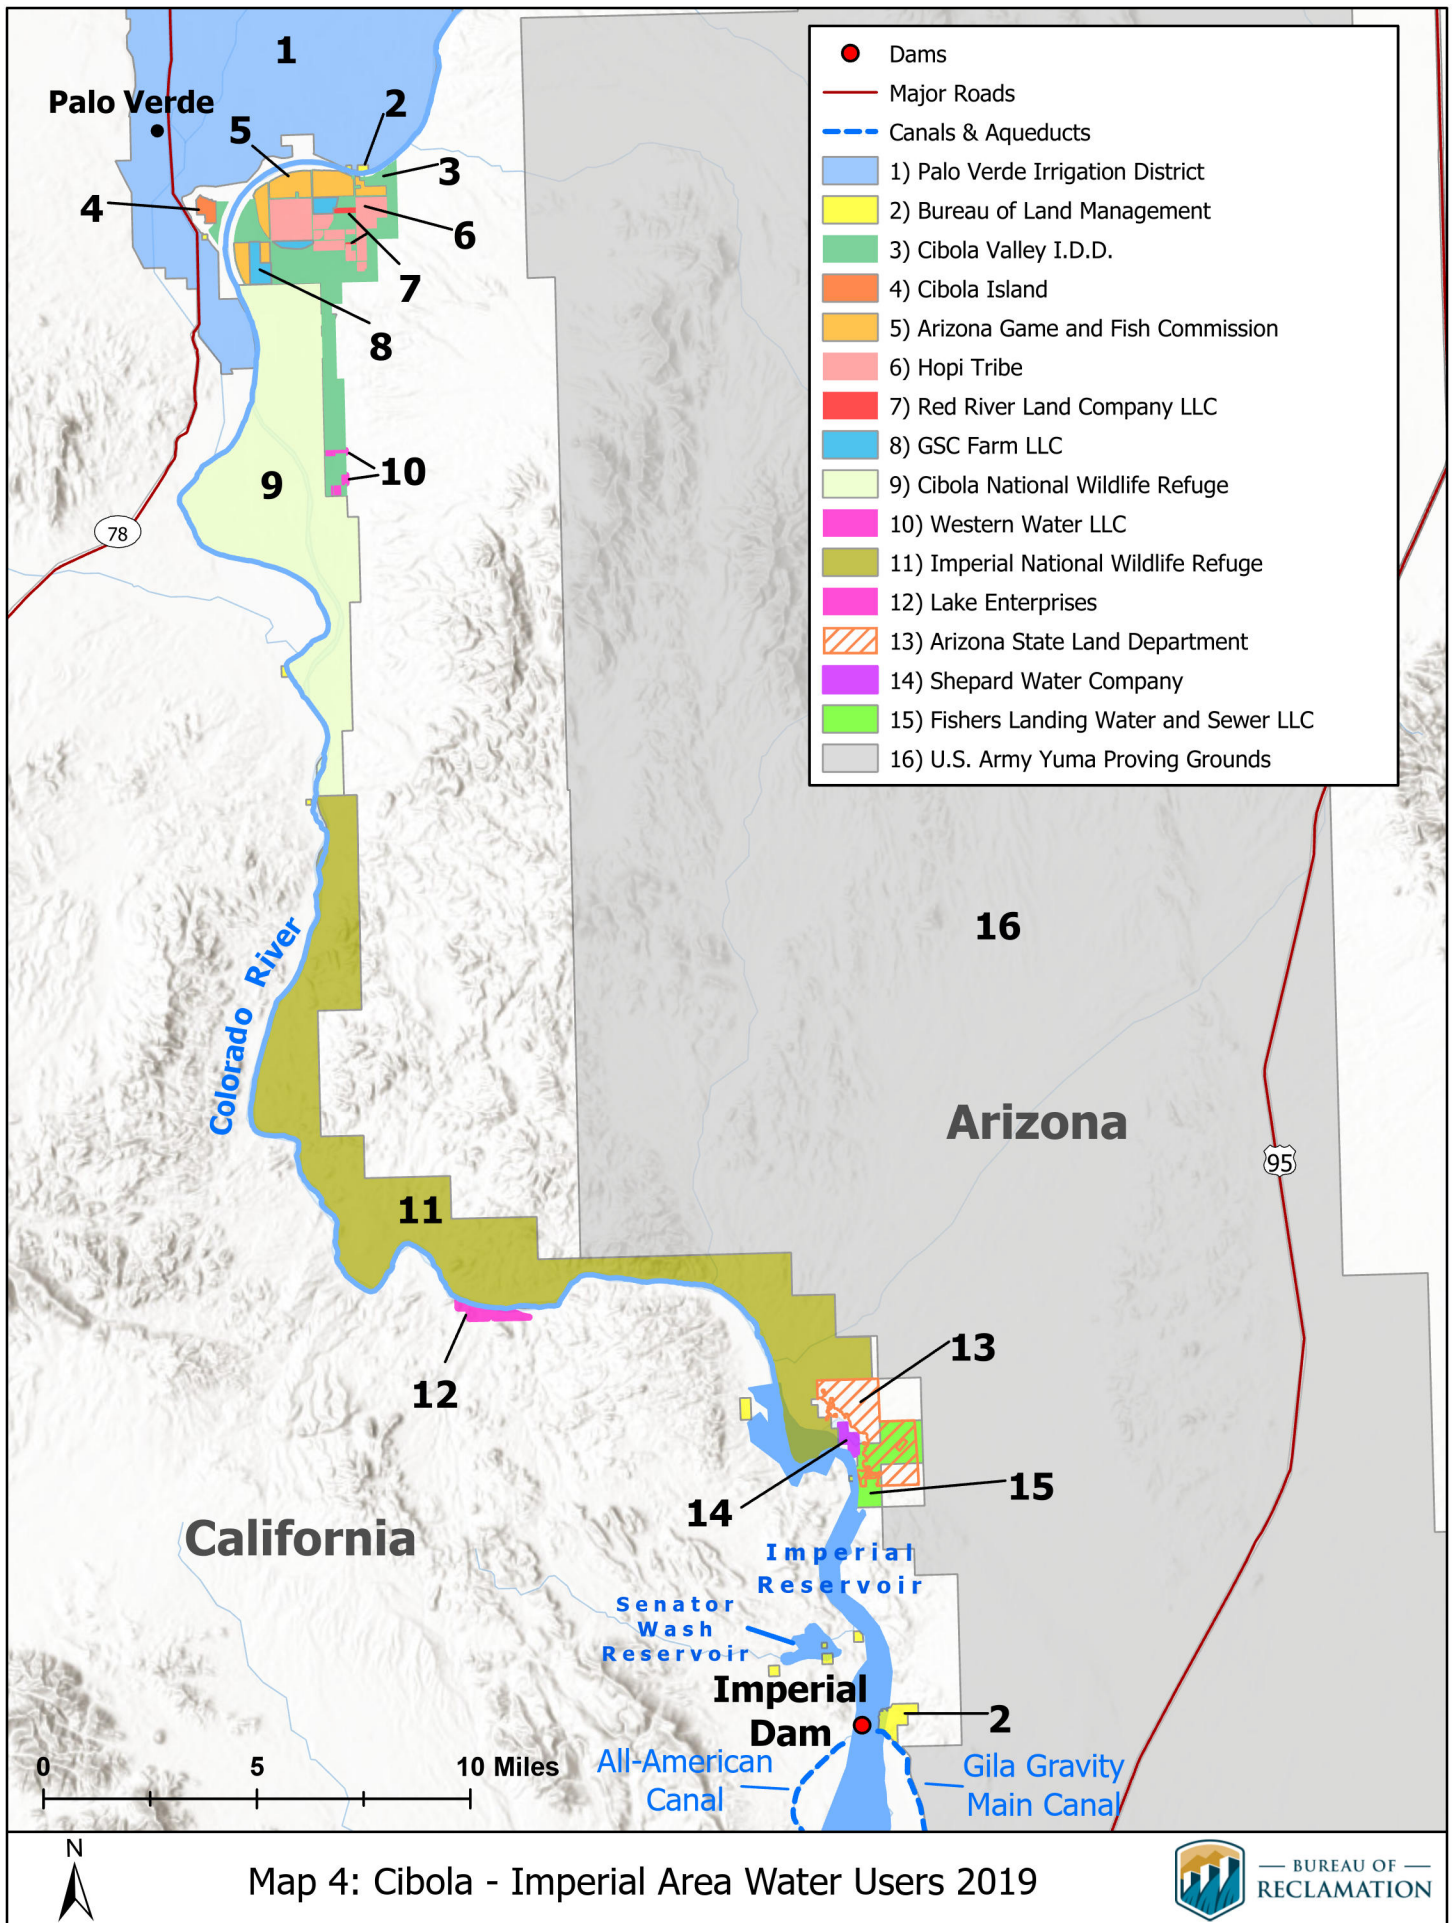 1
Palo Verde
2
5
3
4
6
7
8
9
10
78
Dams
Major Roads
Canals & Aqueducts
1) Palo Verde Irrigation District
2) Bureau of Land Management
3) Cibola Valley I.D.D.
4) Cibola Island
5) Arizona Game and Fish Commission
6) Hopi Tribe
7) Red River Land Company LLC
8) GSC Farm LLC
9) Cibola National Wildlife Refuge
10) Western Water LLC
11) Imperial National Wildlife Refuge
12) Lake Enterprises
13) Arizona State Land Department
14) Shepard Water Company
15) Fishers Landing Water and Sewer LLC
16) U.S. Army Yuma Proving Grounds
16
Colorado River
Arizona
95
11
13
12
15
14
California
Imperial
Reservoir
Senator
Wash
Reservoir
Imperial
Dam
2
0 5 10 Miles
All-American
Canal
Gila Gravity
Main Canal
N
Map 4: Cibola - Imperial Area Water Users 2019
BUREAU OF
RECLAMATION